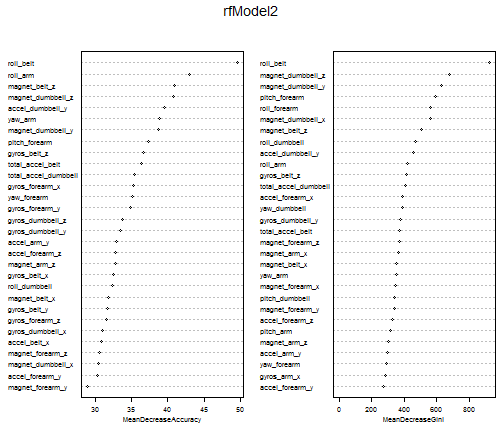 rfModel2
roll_belt
roll_arm
magnet_belt_z
magnet_dumbbell_z
accel_dumbbell_y
yaw_arm
magnet_dumbbell_y
pitch_forearm
gyros_belt_z
total_accel_belt
total_accel_dumbbell
gyros_forearm_x
yaw_forearm
gyros_forearm_y
gyros_dumbbell_z
gyros_dumbbell_y
accel_arm_y
accel_forearm_z
magnet_arm_z
gyros_belt_x
roll_dumbbell
magnet_belt_x
gyros_belt_y
gyros_forearm_z
gyros_dumbbell_x
accel_belt_x
magnet_forearm_z
magnet_dumbbell_x
accel_forearm_y
magnet_forearm_y
30 35 40 45 50
MeanDecreaseAccuracy
roll_belt
magnet_dumbbell_z
magnet_dumbbell_y
pitch_forearm
roll_forearm
magnet_dumbbell_x
magnet_belt_z
roll_dumbbell
accel_dumbbell_y
roll_arm
gyros_belt_z
total_accel_dumbbell
accel_forearm_x
yaw_dumbbell
gyros_dumbbell_y
total_accel_belt
magnet_forearm_z
magnet_arm_x
magnet_belt_x
yaw_arm
magnet_forearm_x
pitch_dumbbell
magnet_forearm_y
accel_forearm_z
pitch_arm
magnet_arm_z
accel_arm_y
yaw_forearm
gyros_arm_x
accel_forearm_y
0 200 400 600 800
MeanDecreaseGini